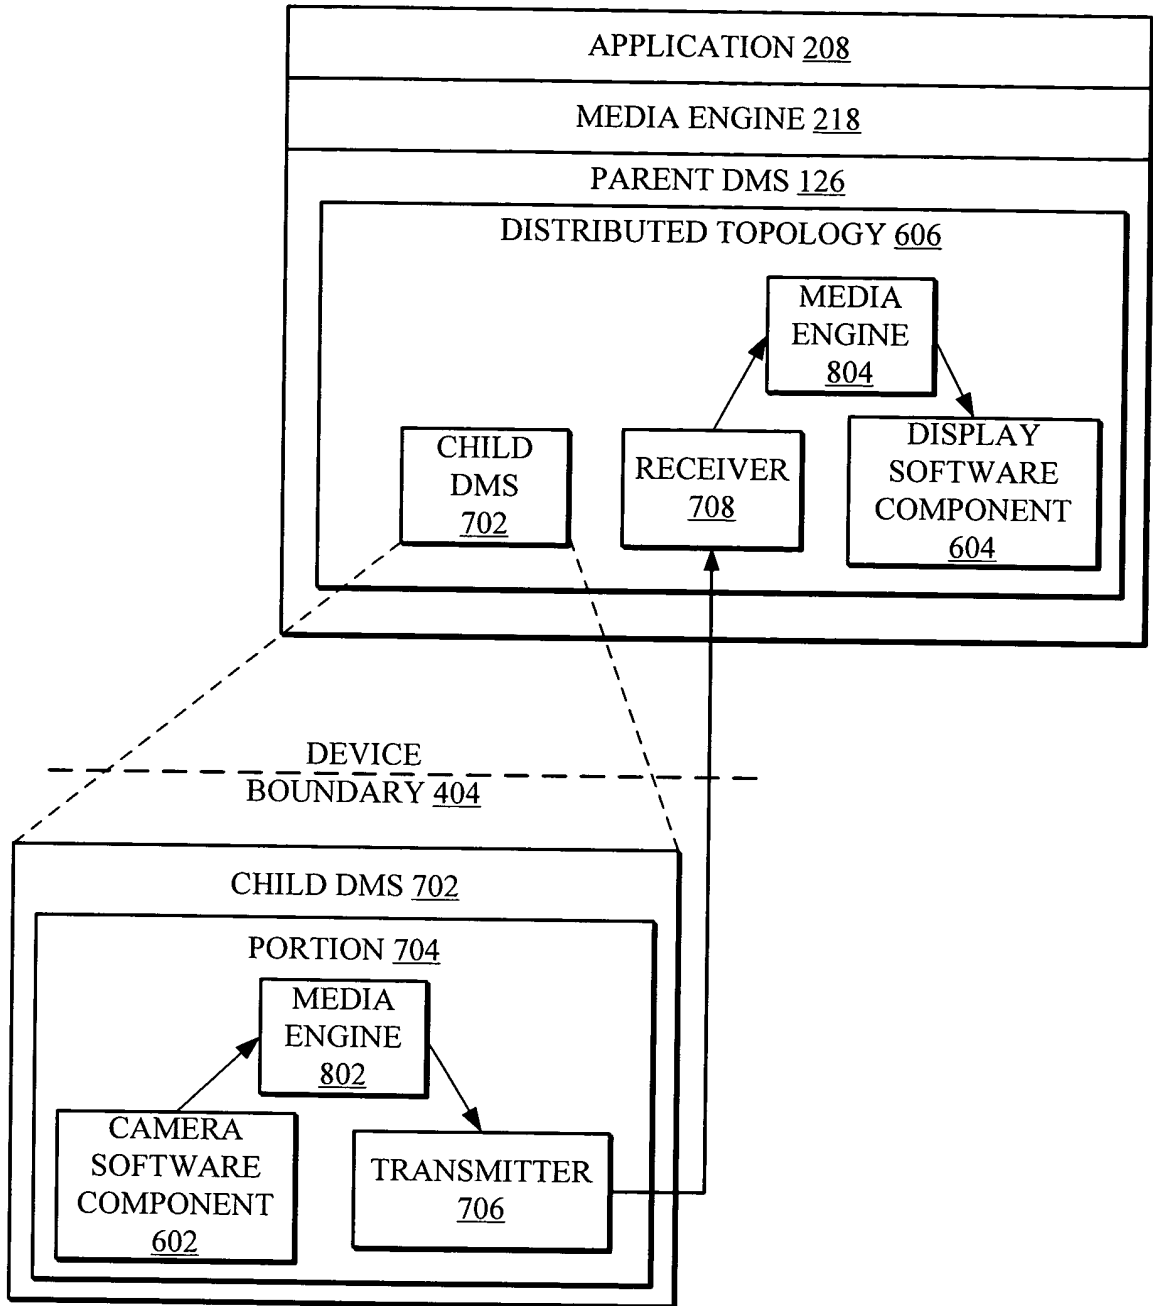 APPLICATION 208
MEDIA ENGINE 218
PARENT DMS 126
DISTRIBUTED TOPOLOGY 606
MEDIA
ENGINE
804
CHILD
DMS
702
RECEIVER
708
DISPLAY
SOFTWARE
COMPONENT
604
DEVICE
BOUNDARY 404
CHILD DMS 702
PORTION 704
MEDIA
ENGINE
802
CAMERA
SOFTWARE
COMPONENT
602
TRANSMITTER
706